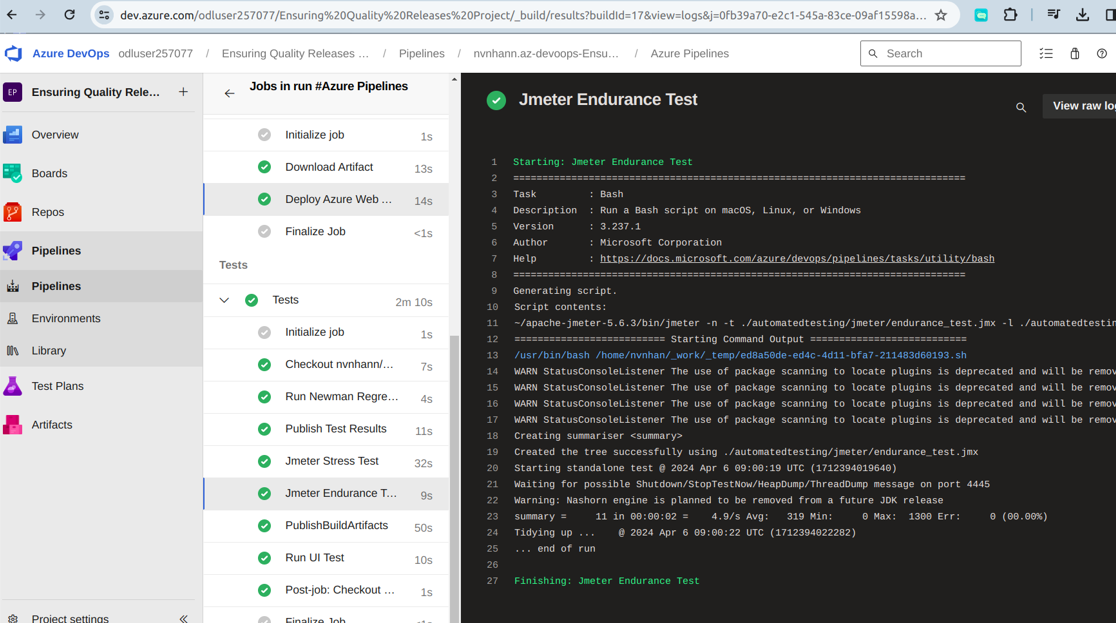 dev.azure.com/odluser257077/Ensuring%20Quality%20Releases%20Project/_build/results?buildId=17&view=logs&j=0fb39a70-e2c1-545a-83ce-09af15598a...
Azure DevOps odluser257077 / Ensuring Quality Releases ... / Pipelines / nvnhann.az-devoops-Ensu... / Azure Pipelines
Search
EP Ensuring Quality Rele... +
Overview
Boards
Repos
Pipelines
Pipelines
Environments
Library
Test Plans
Artifacts
Project settings
Jobs in run #Azure Pipelines
Initialize job 1s
Download Artifact 13s
Deploy Azure Web ... 14s
Finalize Job <1s
Tests
Tests 2m 10s
Initialize job 1s
Checkout nvnhann/... 7s
Run Newman Regre... 4s
Publish Test Results 11s
Jmeter Stress Test 32s
Jmeter Endurance T... 9s
PublishBuildArtifacts 50s
Run UI Test 10s
Post-job: Checkout ... 1s
Finalize Job <1s
Jmeter Endurance Test
View raw log
1 Starting: Jmeter Endurance Test
2 ==============================================================================
3 Task : Bash
4 Description : Run a Bash script on macOS, Linux, or Windows
5 Version : 3.237.1
6 Author : Microsoft Corporation
7 Help : https://docs.microsoft.com/azure/devops/pipelines/tasks/utility/bash
8 ==============================================================================
9 Generating script.
10 Script contents:
11 ~/apache-jmeter-5.6.3/bin/jmeter -n -t ./automatedtesting/jmeter/endurance_test.jmx -l ./automatedtestin
12 ========================== Starting Command Output ===========================
13 /usr/bin/bash /home/nvnhan/_work/_temp/ed8a50de-ed4c-4d11-bfa7-211483d60193.sh
14 WARN StatusConsoleListener The use of package scanning to locate plugins is deprecated and will be remov
15 WARN StatusConsoleListener The use of package scanning to locate plugins is deprecated and will be remov
16 WARN StatusConsoleListener The use of package scanning to locate plugins is deprecated and will be remov
17 WARN StatusConsoleListener The use of package scanning to locate plugins is deprecated and will be remov
18 Creating summariser <summary>
19 Created the tree successfully using ./automatedtesting/jmeter/endurance_test.jmx
20 Starting standalone test @ 2024 Apr 6 09:00:19 UTC (1712394019640)
21 Waiting for possible Shutdown/StopTestNow/HeapDump/ThreadDump message on port 4445
22 Warning: Nashorn engine is planned to be removed from a future JDK release
23 summary = 11 in 00:00:02 = 4.9/s Avg: 319 Min: 0 Max: 1300 Err: 0 (00.00%)
24 Tidying up ... @ 2024 Apr 6 09:00:22 UTC (1712394022282)
25 ... end of run
26
27 Finishing: Jmeter Endurance Test